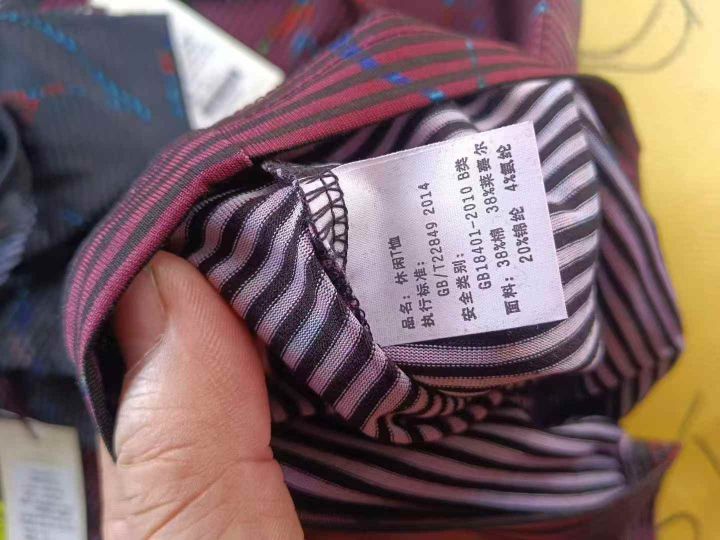 品名: 休闲T恤
执行标准:
GB/T22849 2014
安全类别:
GB18401-2010 B类
面料: 38%棉 38%莱赛尔
20%锦纶 4%氨纶